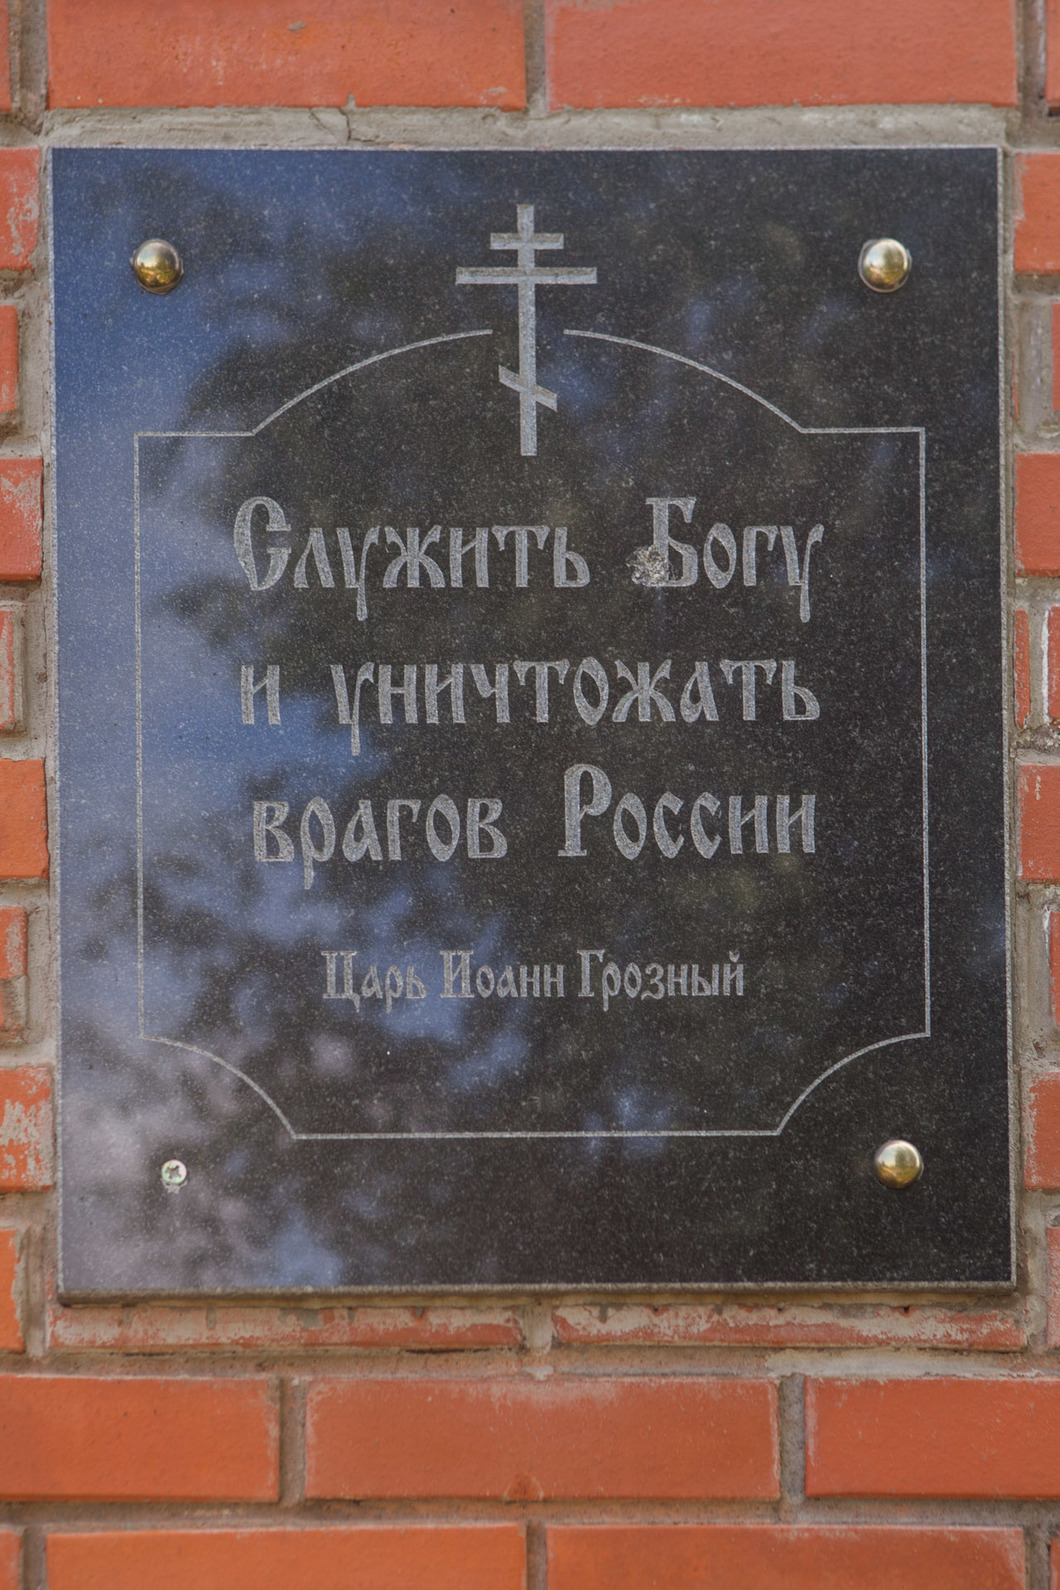 Служить Богу
и уничтожать
врагов России
Царь Иоанн Грозный